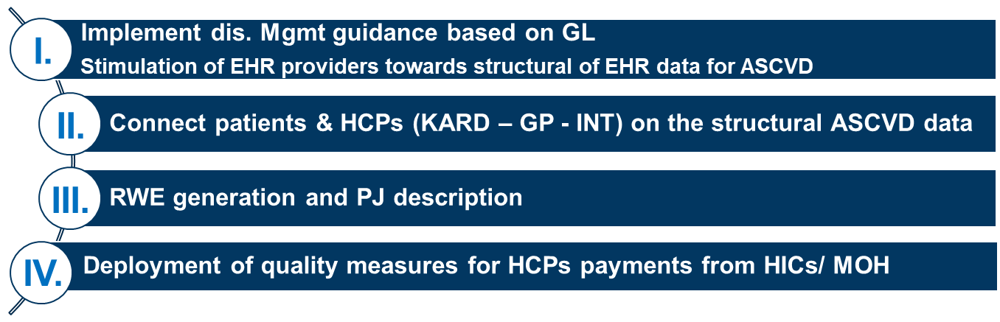 I.
Implement dis. Mgmt guidance based on GL
Stimulation of EHR providers towards structural of EHR data for ASCVD
II.
Connect patients & HCPs (KARD – GP - INT) on the structural ASCVD data
III.
RWE generation and PJ description
IV.
Deployment of quality measures for HCPs payments from HICs/ MOH